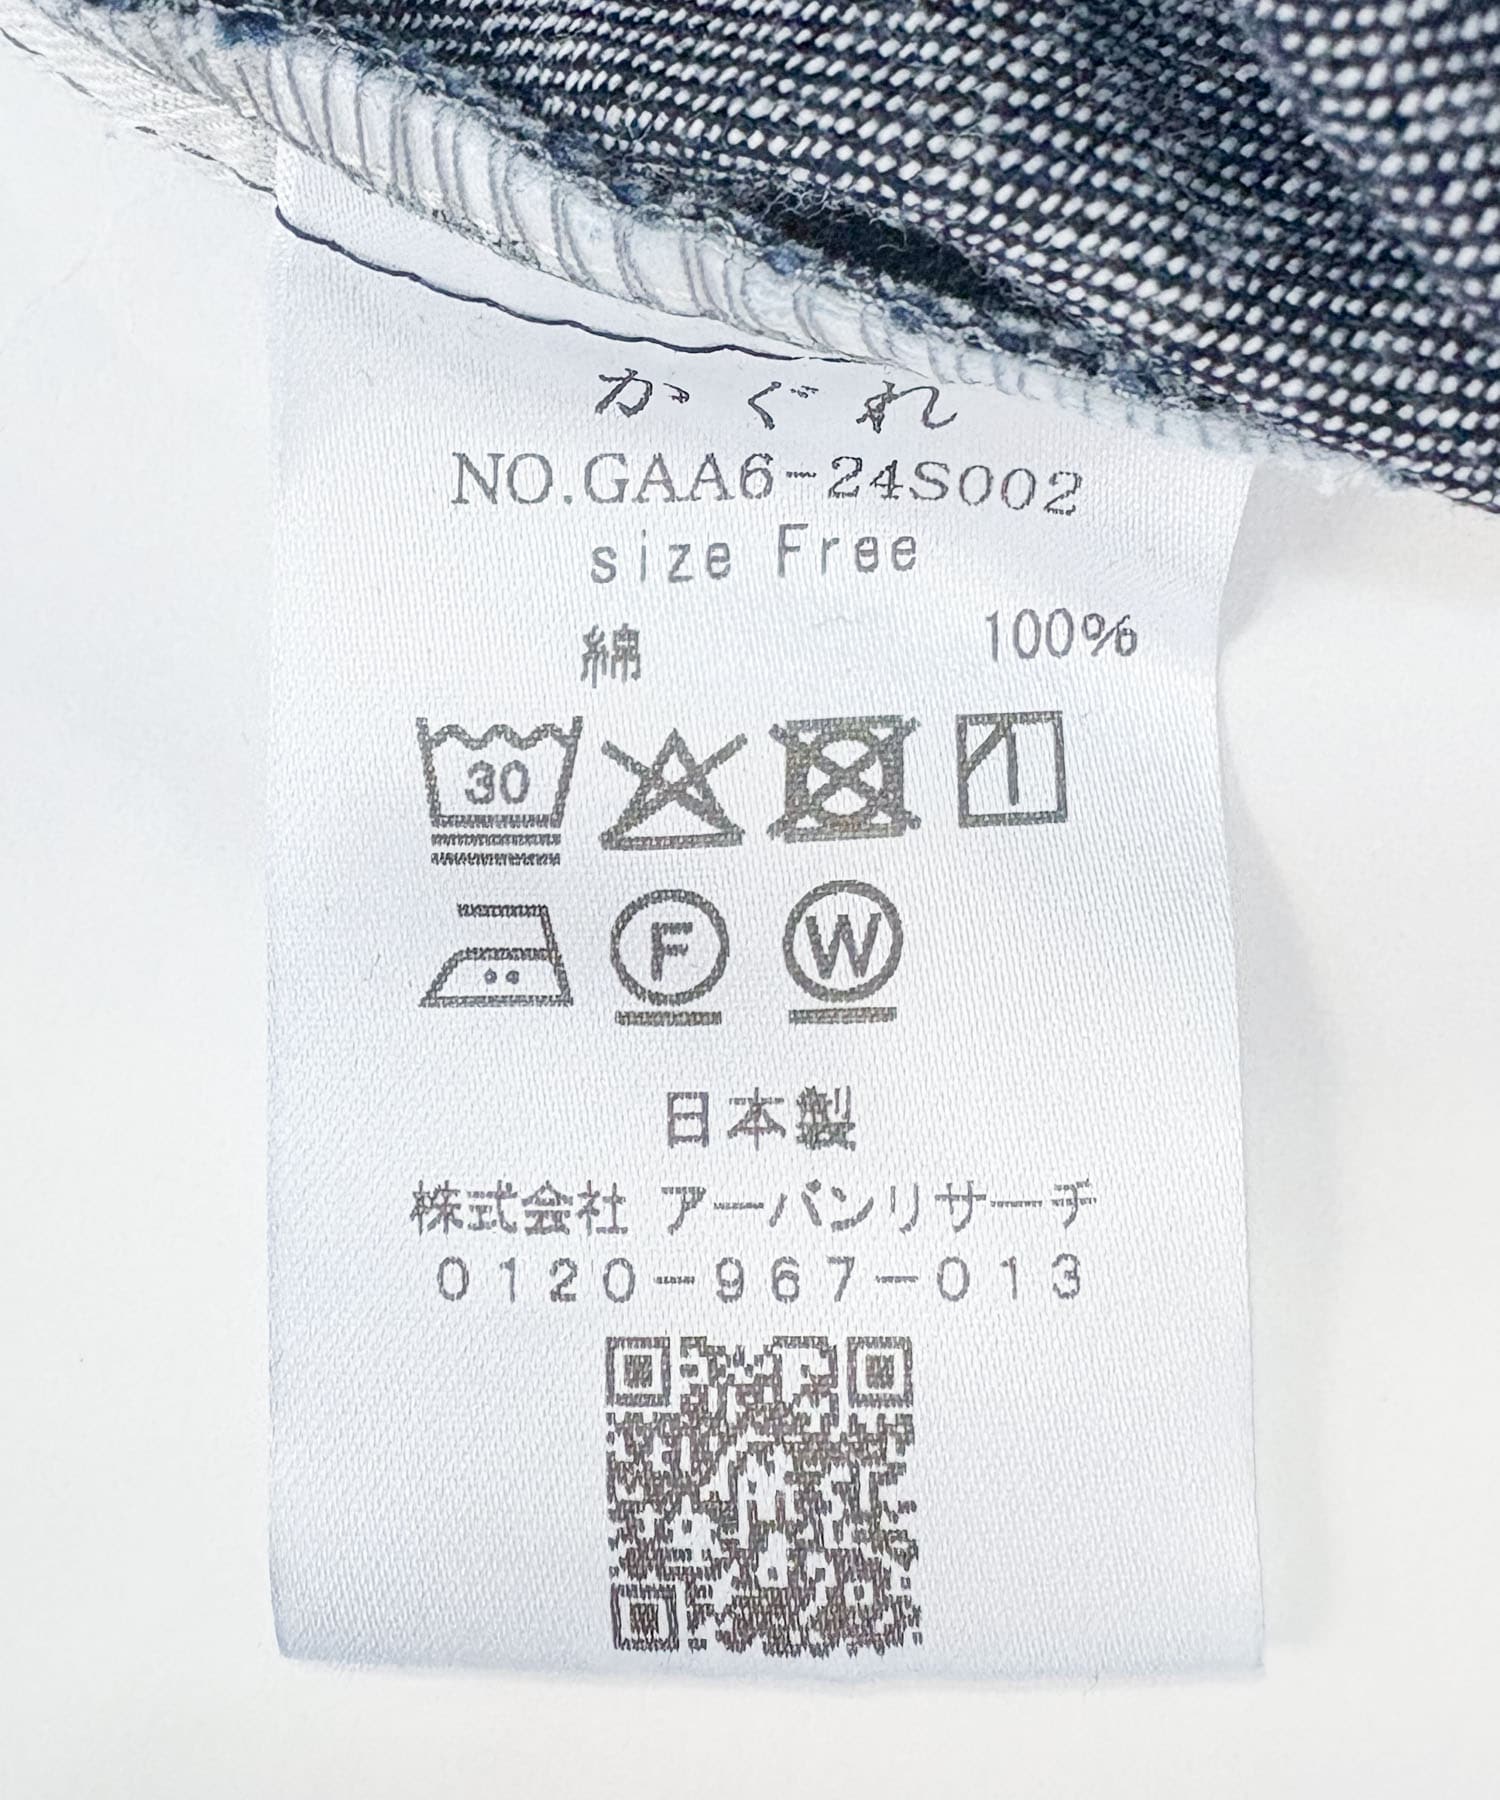 かぐれ
NO.GAA6-24S002
size Free
綿 100%
30
F W
日本製
株式会社 アーバンリサーチ
0120-967-013